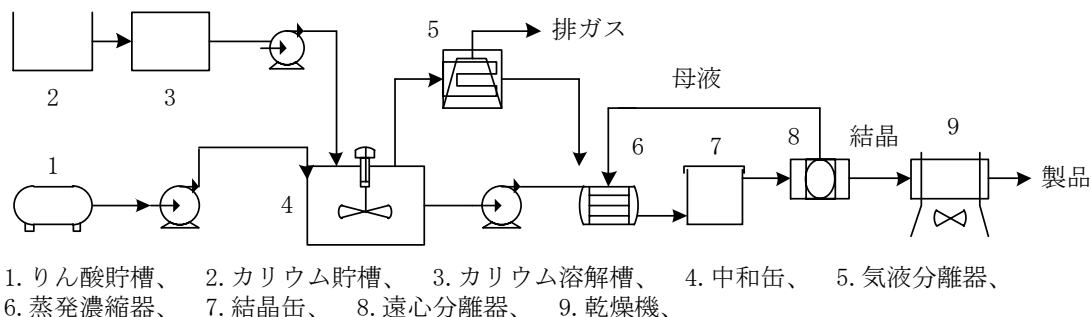 5
排ガス
2
3
母液
1
4
6
7
8
結晶
9
製品
1.りん酸貯槽、 2.カリウム貯槽、 3.カリウム溶解槽、 4.中和缶、 5.気液分離器、
6.蒸発濃縮器、 7.結晶缶、 8.遠心分離器、 9.乾燥機、